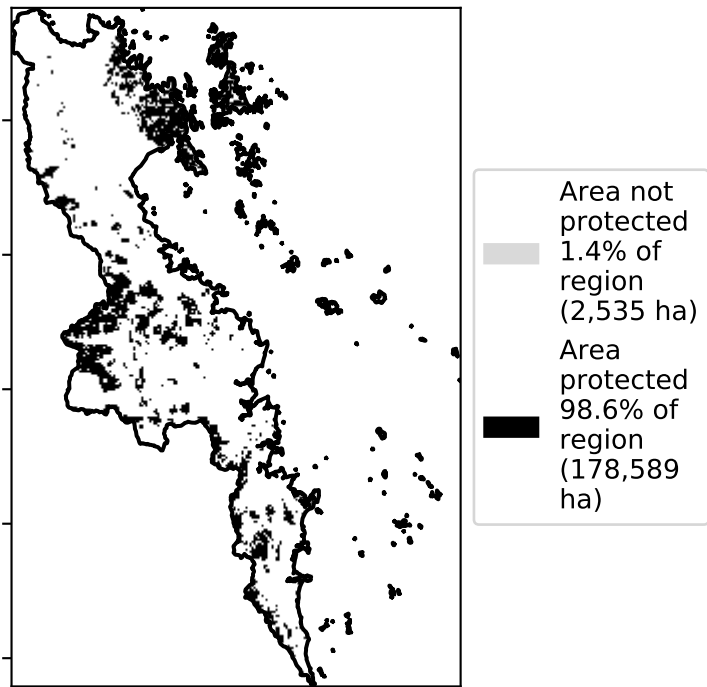 Area not
protected
1.4% of
region
(2,535 ha)
Area
protected
98.6% of
region
(178,589
ha)